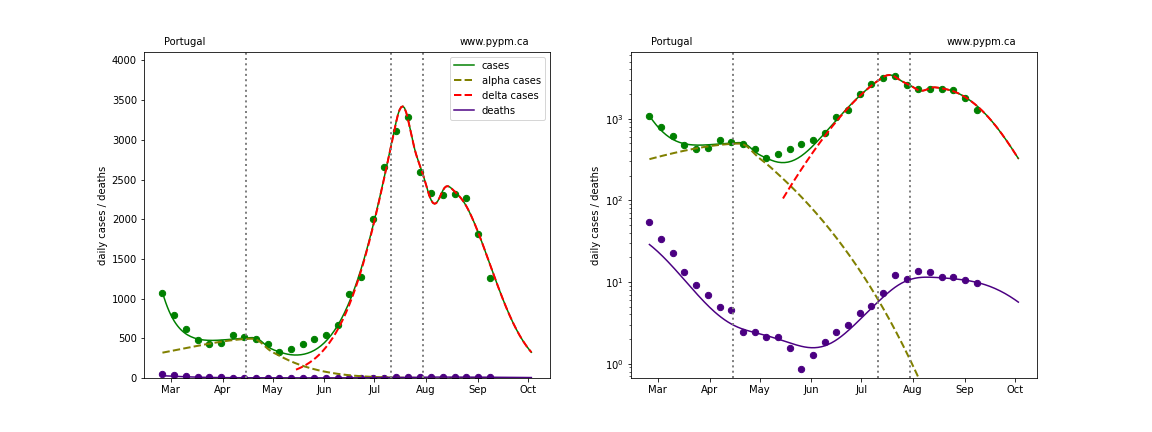 Portugal www.pypm.ca
4000
3500
3000
2500
2000
1500
1000
500
0
daily cases / deaths
cases
alpha cases
delta cases
deaths
Mar Apr May Jun Jul Aug Sep Oct
Portugal www.pypm.ca
10³
10²
10¹
10⁰
daily cases / deaths
Mar Apr May Jun Jul Aug Sep Oct